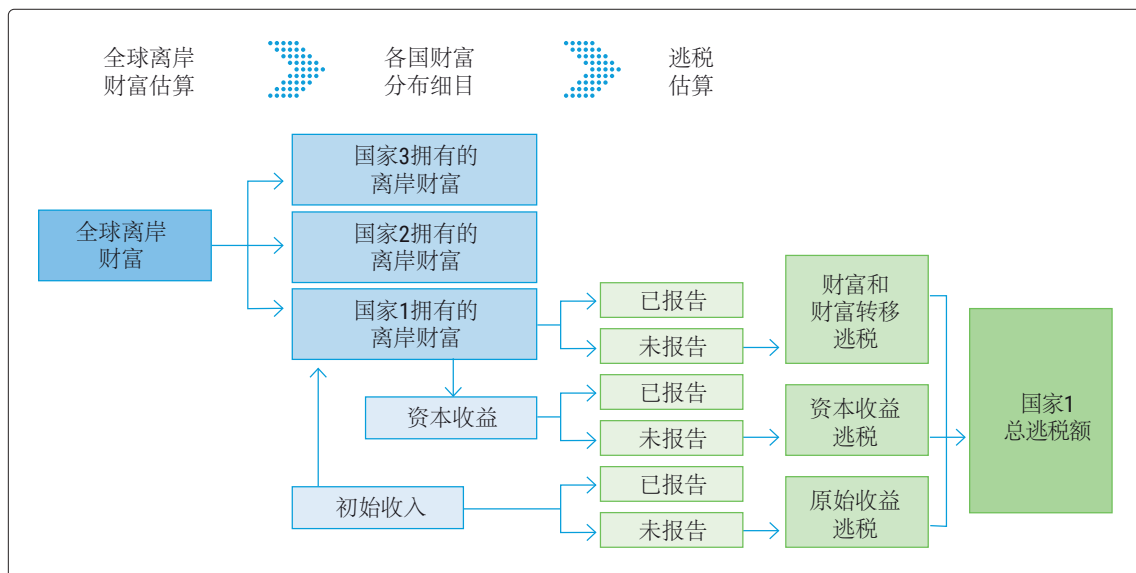 全球离岸
财富估算
各国财富
分布细目
逃税
估算
国家3拥有的
离岸财富
全球离岸
财富
国家2拥有的
离岸财富
国家1拥有的
离岸财富
已报告
未报告
财富和
财富转移
逃税
资本收益
已报告
未报告
资本收益
逃税
国家1
总逃税额
初始收入
已报告
未报告
原始收益
逃税